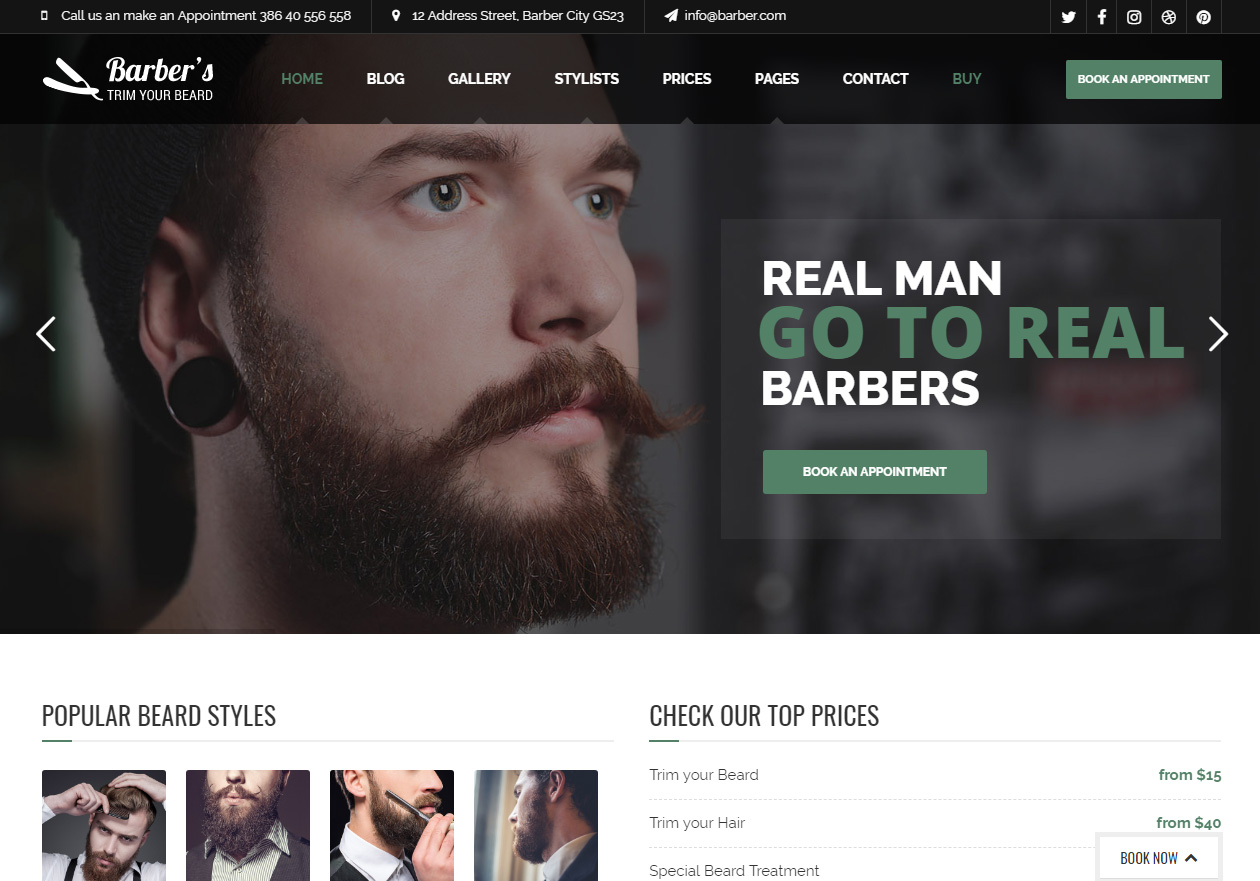 Call us an make an Appointment 386 40 556 558
12 Address Street, Barber City GS23
info@barber.com
Barber's
TRIM YOUR BEARD
HOME
BLOG
GALLERY
STYLISTS
PRICES
PAGES
CONTACT
BUY
BOOK AN APPOINTMENT
REAL MAN
GO TO REAL
BARBERS
BOOK AN APPOINTMENT
POPULAR BEARD STYLES
CHECK OUR TOP PRICES
Trim your Beard from $15
Trim your Hair from $40
Special Beard Treatment
BOOK NOW